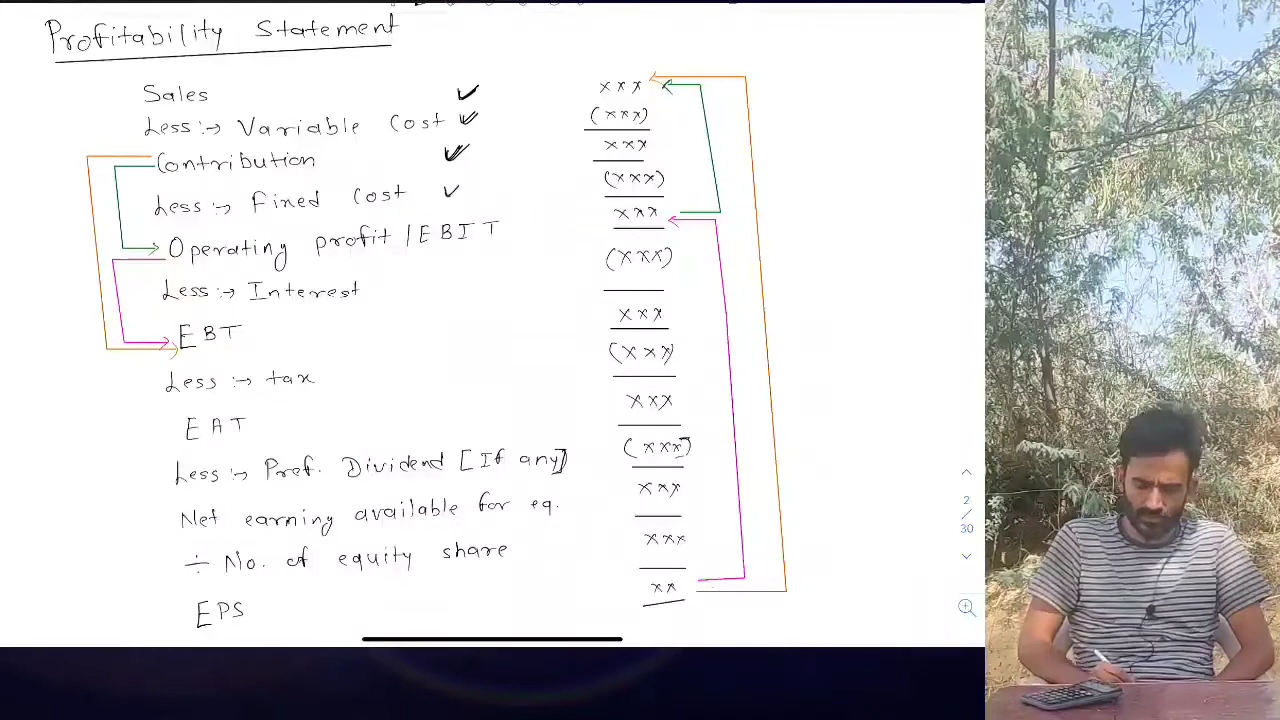 Profitability Statement
Sales ✓ xxx
Less:→ Variable Cost ✓ (xxx)
Contribution ✓ xxx
Less:→ Fixed Cost ✓ (xxx)
Operating profit / EBIT xxx
Less:→ Interest (xxx)
EBT xxx
Less:→ tax (xxx)
EAT xxx
Less:→ Pref. Dividend [If any] (xxx)
Net earning available for eq. xxx
÷ No. of equity share xxx
EPS xx
2
/
30